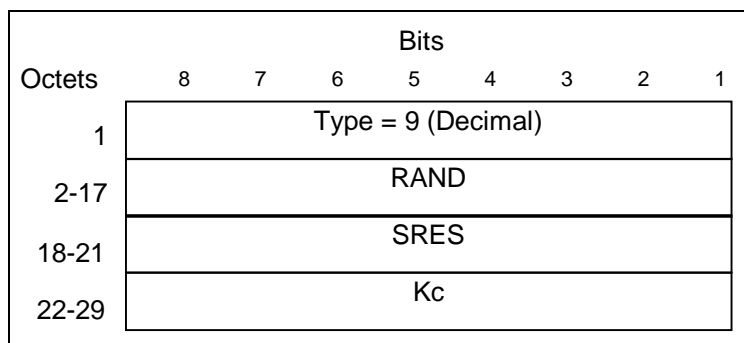 Bits
Octets 8 7 6 5 4 3 2 1
1 Type = 9 (Decimal)
2-17 RAND
18-21 SRES
22-29 Kc